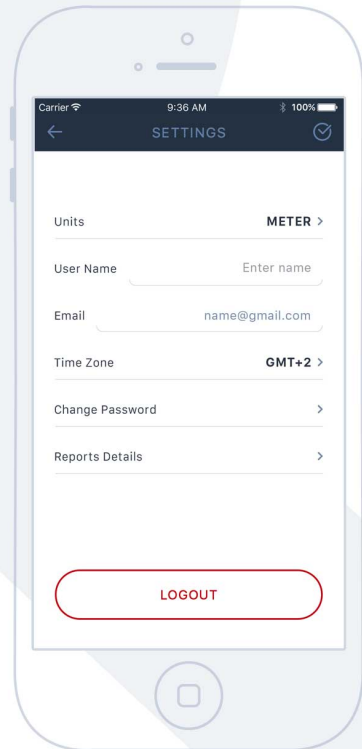 Carrier 9:36 AM 100%
SETTINGS
Units METER >
User Name Enter name
Email name@gmail.com
Time Zone GMT+2 >
Change Password >
Reports Details >
LOGOUT